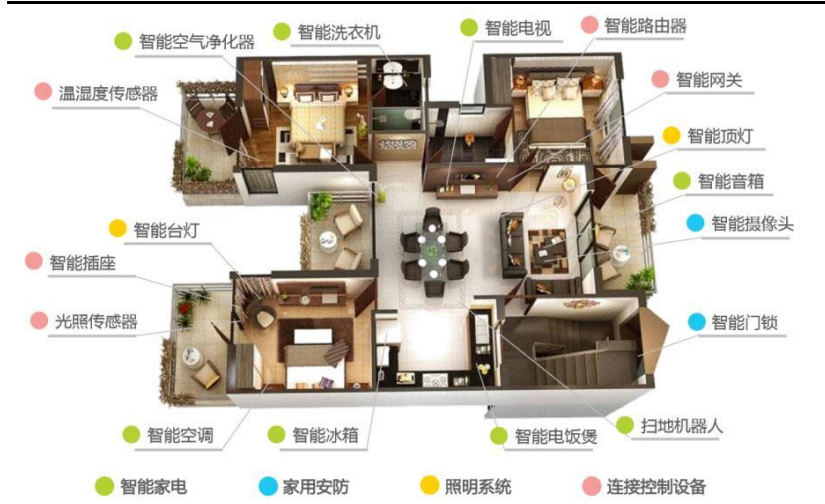 智能空气净化器
智能洗衣机
智能电视
智能路由器
温湿度传感器
智能网关
智能顶灯
智能音箱
智能台灯
智能摄像头
智能插座
光照传感器
智能门锁
智能空调
智能冰箱
智能电饭煲
扫地机器人
智能家电
家用安防
照明系统
连接控制设备